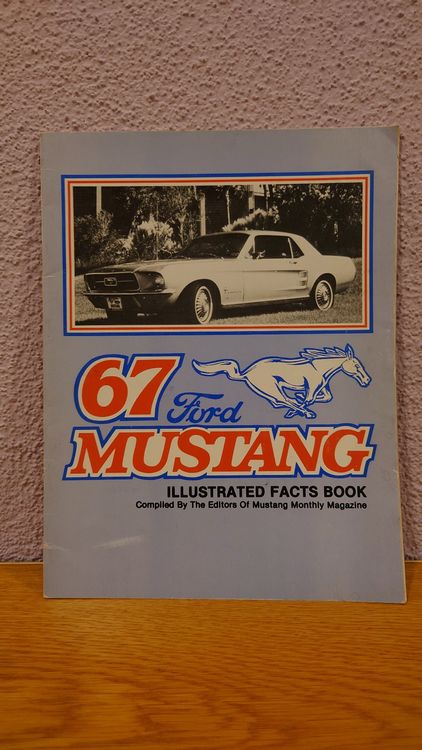 67
Ford
MUSTANG
ILLUSTRATED FACTS BOOK
Compiled By The Editors Of Mustang Monthly Magazine